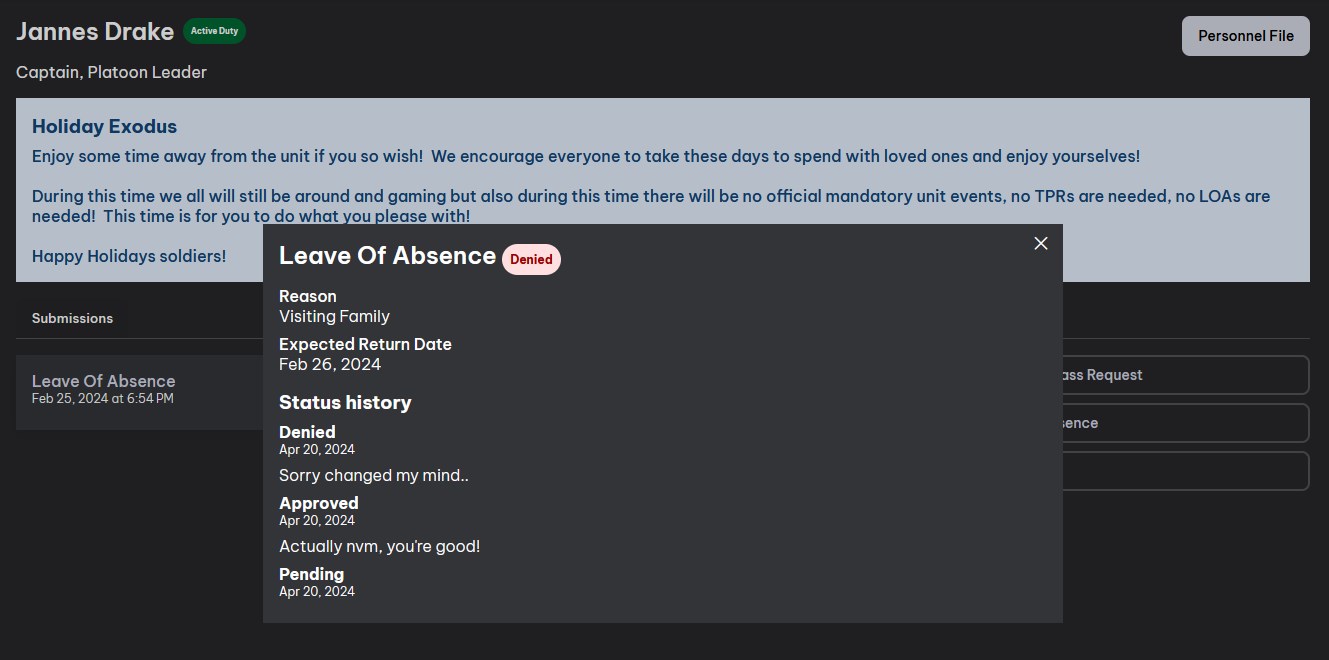 Jannes Drake
Active Duty
Personnel File
Captain, Platoon Leader
Holiday Exodus
Enjoy some time away from the unit if you so wish!  We encourage everyone to take these days to spend with loved ones and enjoy yourselves!
During this time we all will still be around and gaming but also during this time there will be no official mandatory unit events, no TPRs are needed, no LOAs are
needed!  This time is for you to do what you please with!
Happy Holidays soldiers!
Submissions
Leave Of Absence
Feb 25, 2024 at 6:54 PM
Request
Leave Of Absence
Denied
Reason
Visiting Family
Expected Return Date
Feb 26, 2024
Status history
Denied
Apr 20, 2024
Sorry changed my mind..
Approved
Apr 20, 2024
Actually nvm, you're good!
Pending
Apr 20, 2024